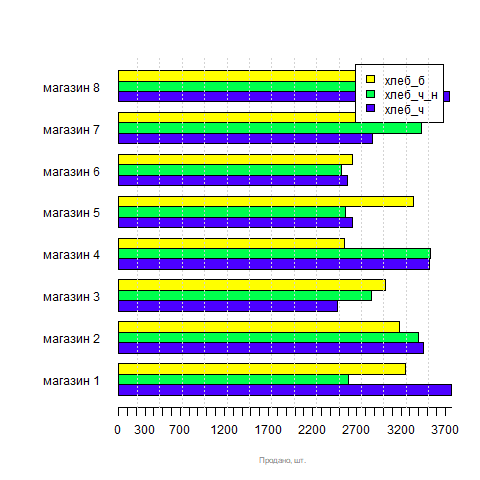 хлеб_б
хлеб_ч_н
хлеб_ч
магазин 8
магазин 7
магазин 6
магазин 5
магазин 4
магазин 3
магазин 2
магазин 1
0 300 700 1200 1700 2200 2700 3200 3700
Продано, шт.